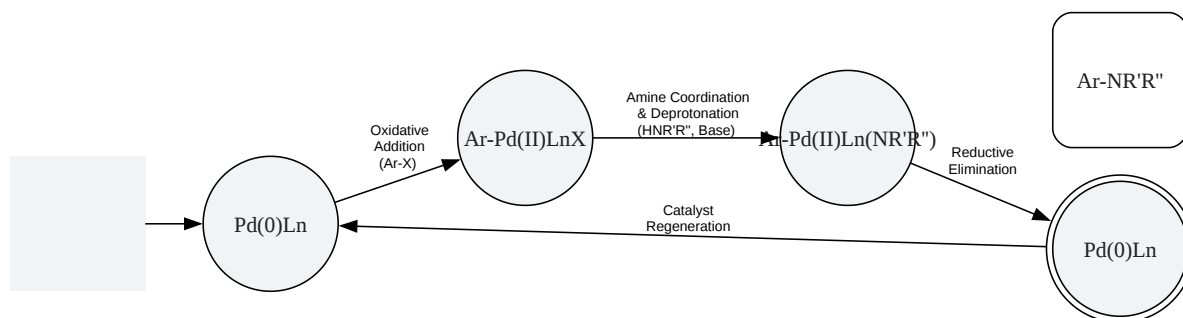 Ar-NR'R"
Oxidative
Addition
(Ar-X)
Amine Coordination
& Deprotonation
(HNR'R", Base)
Ar-Pd(II)LnX
Ar-Pd(II)Ln(NR'R")
Reductive
Elimination
Pd(0)Ln
Catalyst
Regeneration
Pd(0)Ln